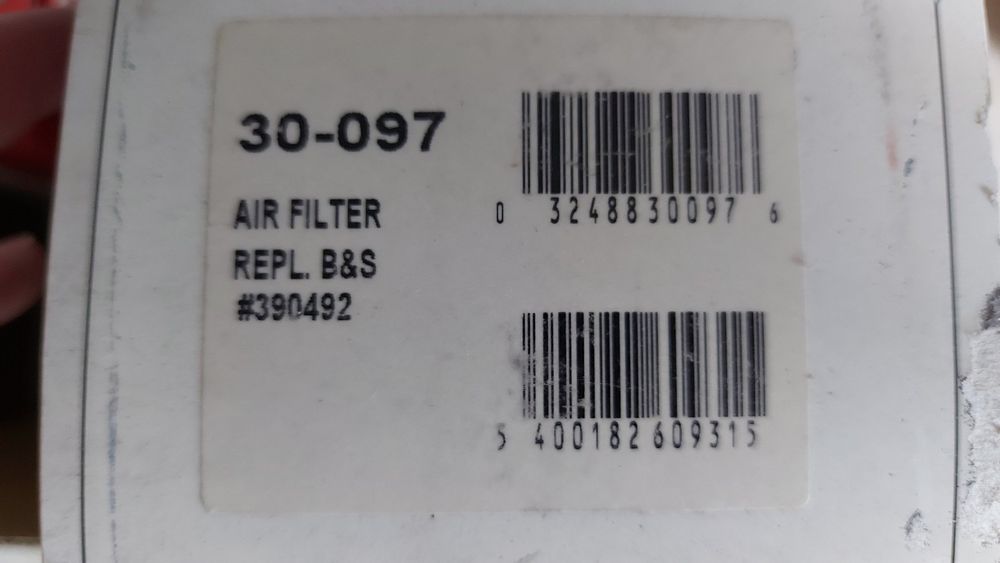 30-097
AIR FILTER
REPL. B&S
#390492
0 3248830097 6
5 400182 609315